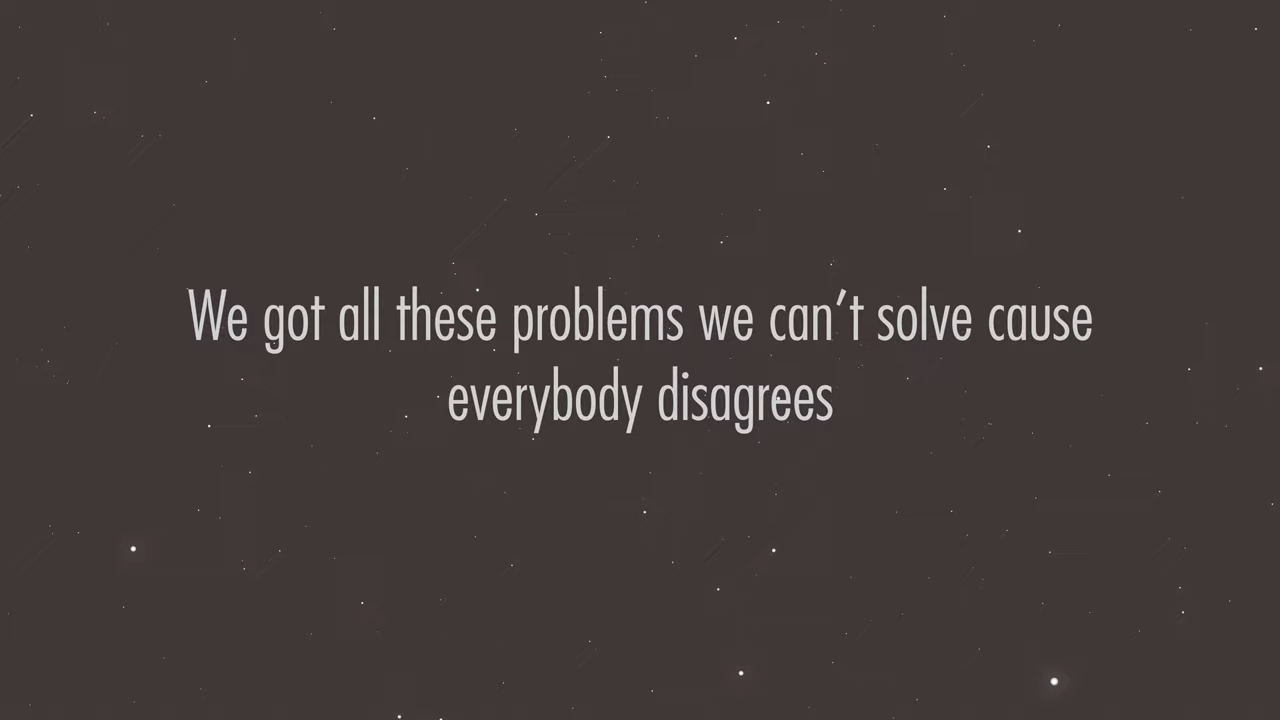 We got all these problems we can’t solve cause
everybody disagrees